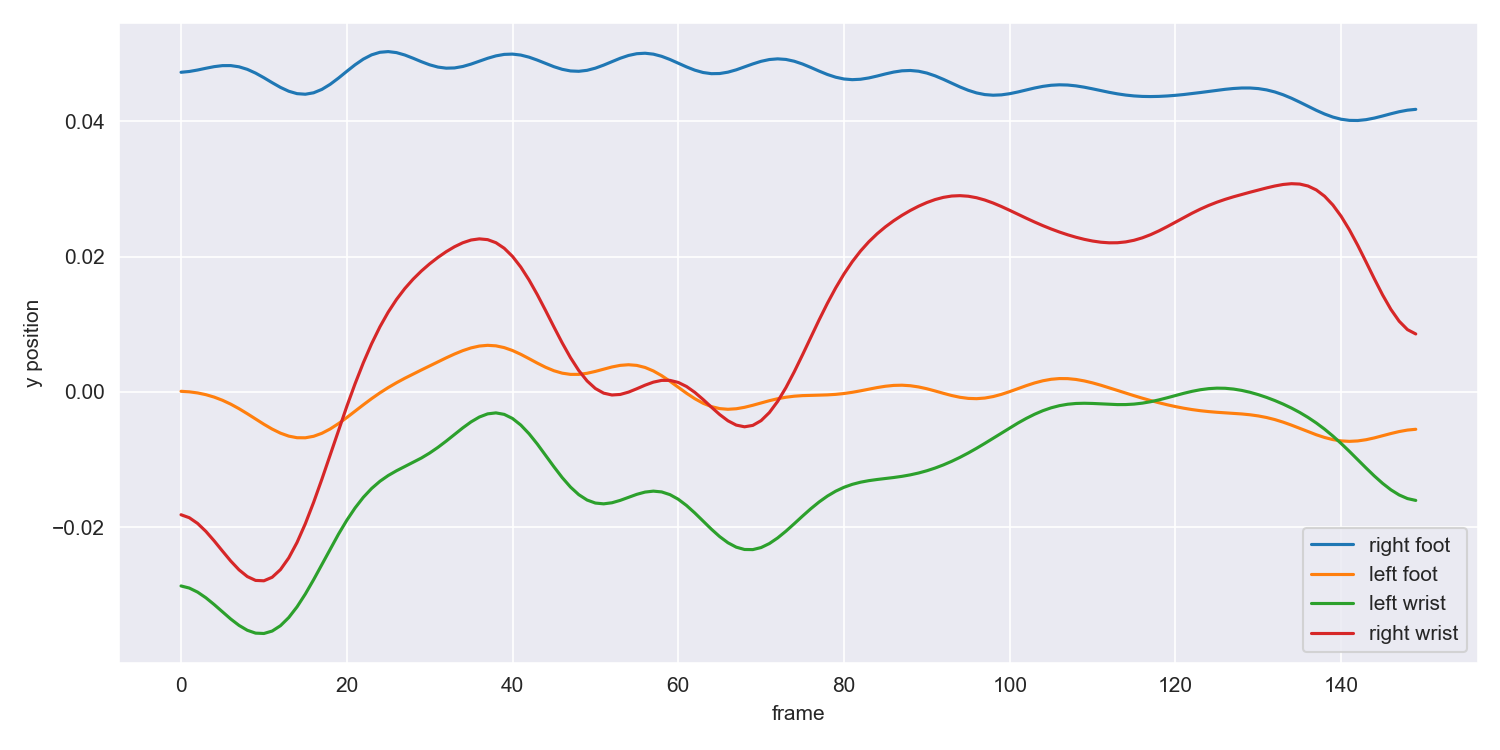 y position
0.04
0.02
0.00
−0.02
0
20
40
60
80
100
120
140
frame
right foot
left foot
left wrist
right wrist